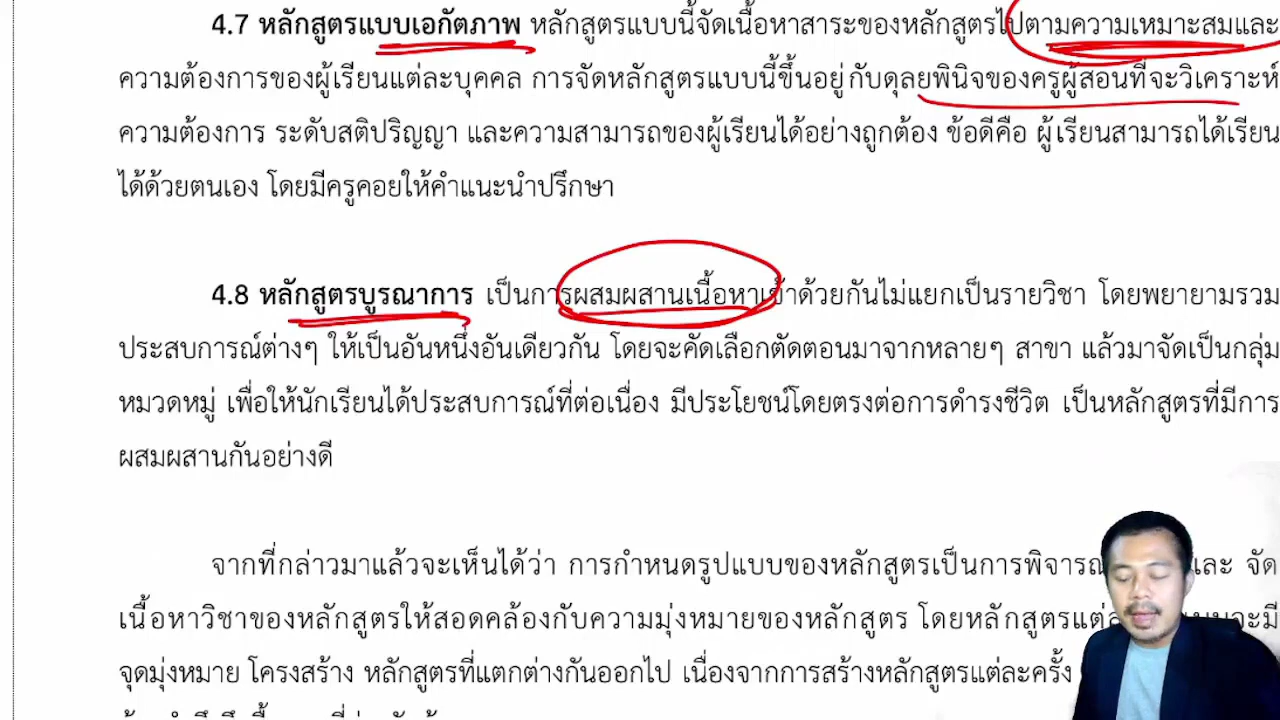 4.7 หลักสูตรแบบเอกัตภาพ หลักสูตรแบบนี้จัดเนื้อหาสาระของหลักสูตรไปตามความเหมาะสมและ
ความต้องการของผู้เรียนแต่ละบุคคล การจัดหลักสูตรแบบนี้ขึ้นอยู่กับดุลยพินิจของครูผู้สอนที่จะวิเคราะห์
ความต้องการ ระดับสติปริญญา และความสามารถของผู้เรียนได้อย่างถูกต้อง ข้อดีคือ ผู้เรียนสามารถได้เรียน
ได้ด้วยตนเอง โดยมีครูคอยให้คำแนะนำปรึกษา
4.8 หลักสูตรบูรณาการ เป็นการผสมผสานเนื้อหาเข้าด้วยกันไม่แยกเป็นรายวิชา โดยพยายามรวม
ประสบการณ์ต่างๆ ให้เป็นอันหนึ่งอันเดียวกัน โดยจะคัดเลือกตัดตอนมาจากหลายๆ สาขา แล้วมาจัดเป็นกลุ่ม
หมวดหมู่ เพื่อให้นักเรียนได้ประสบการณ์ที่ต่อเนื่อง มีประโยชน์โดยตรงต่อการดำรงชีวิต เป็นหลักสูตรที่มีการ
ผสมผสานกันอย่างดี
จากที่กล่าวมาแล้วจะเห็นได้ว่า การกำหนดรูปแบบของหลักสูตรเป็นการ จัด
เนื้อหาวิชาของหลักสูตรให้สอดคล้องกับความมุ่งหมายของหลักสูตร โดยหลักสูตร จะมี
จุดมุ่งหมาย โครงสร้าง หลักสูตรที่แตกต่างกันออกไป เนื่องจากการสร้างหลักสูตรแต่ละครั้ง